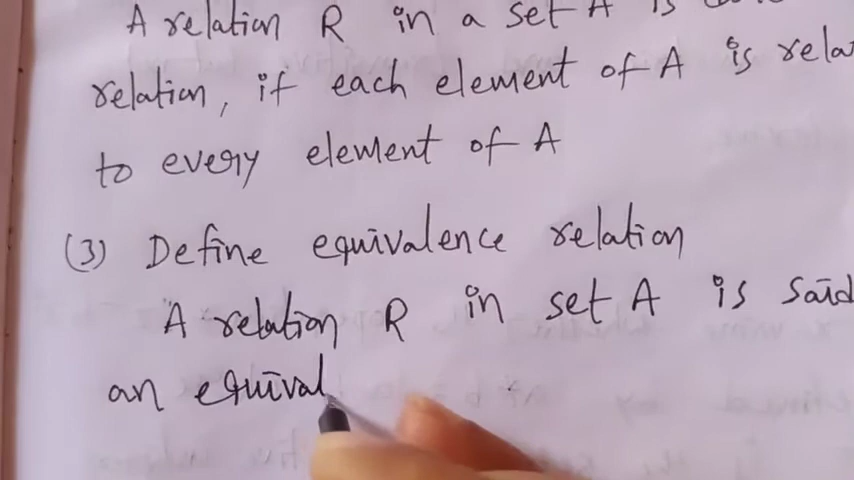 A relation R in a set A is
relation, if each element of A is rela
to every element of A
(3) Define equivalence relation
A relation R in set A is said
an equival